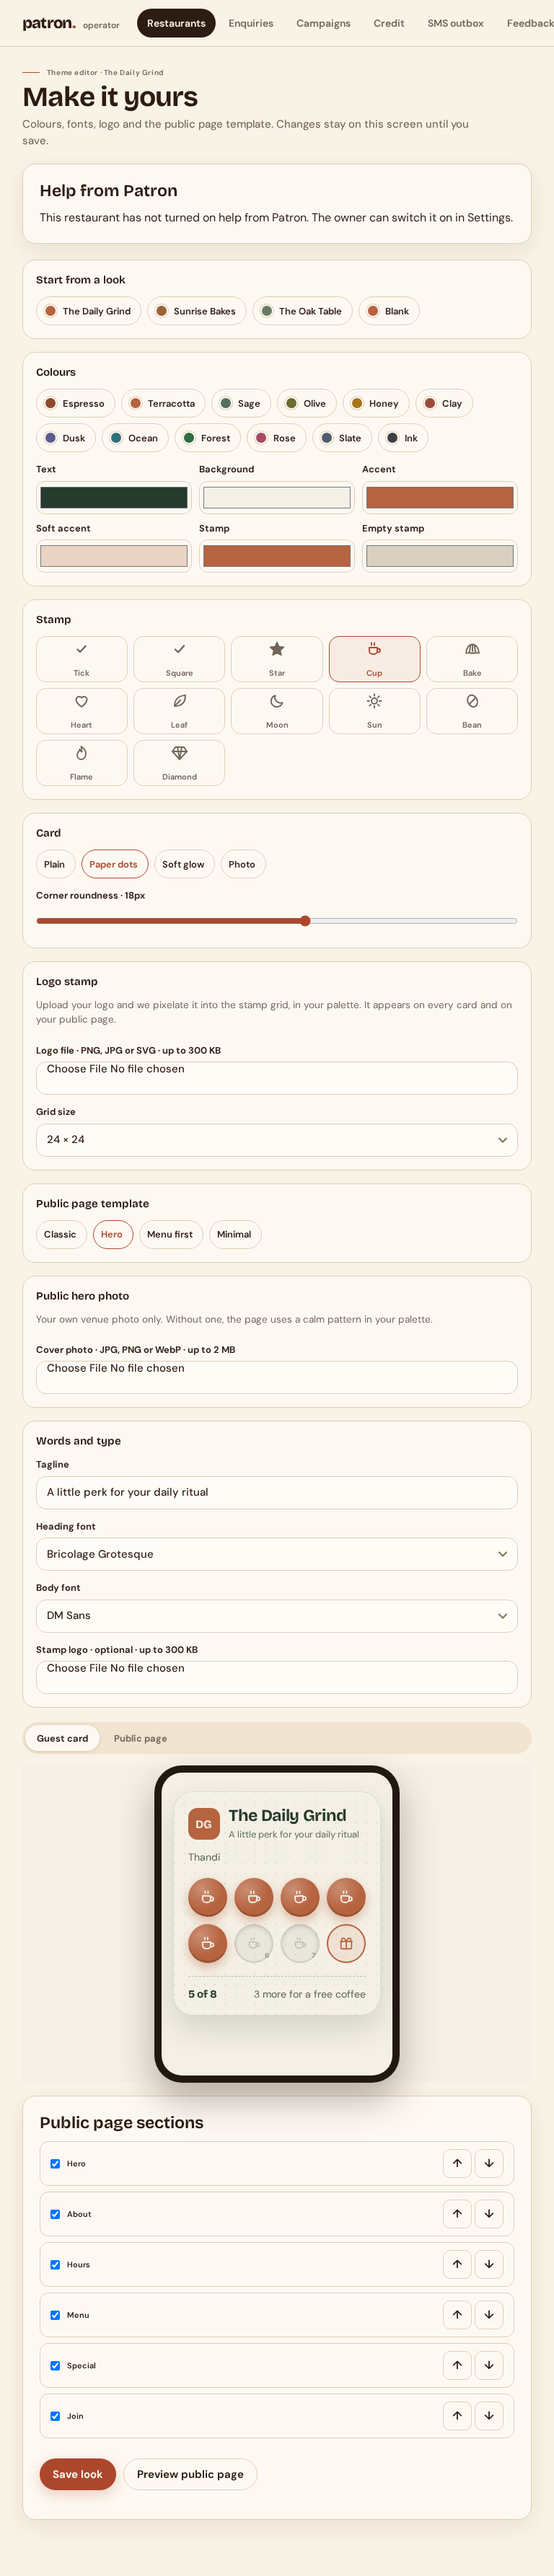 patron. operator Restaurants Enquiries Campaigns Credit SMS outbox Feedback
Theme editor · The Daily Grind
Make it yours
Colours, fonts, logo and the public page template. Changes stay on this screen until you
save.
Help from Patron
This restaurant has not turned on help from Patron. The owner can switch it on in Settings.
Start from a look
The Daily Grind Sunrise Bakes The Oak Table Blank
Colours
Espresso Terracotta Sage Olive Honey Clay
Dusk Ocean Forest Rose Slate Ink
Text Background Accent
Soft accent Stamp Empty stamp
Stamp
Tick Square Star Cup Bake
Heart Leaf Moon Sun Bean
Flame Diamond
Card
Plain Paper dots Soft glow Photo
Corner roundness · 18px
Logo stamp
Upload your logo and we pixelate it into the stamp grid, in your palette. It appears on every card and on
your public page.
Logo file · PNG, JPG or SVG · up to 300 KB
Choose File No file chosen
Grid size
24 × 24
Public page template
Classic Hero Menu first Minimal
Public hero photo
Your own venue photo only. Without one, the page uses a calm pattern in your palette.
Cover photo · JPG, PNG or WebP · up to 2 MB
Choose File No file chosen
Words and type
Tagline
A little perk for your daily ritual
Heading font
Bricolage Grotesque
Body font
DM Sans
Stamp logo · optional · up to 300 KB
Choose File No file chosen
Guest card Public page
DG The Daily Grind
A little perk for your daily ritual
Thandi
6 7
5 of 8 3 more for a free coffee
Public page sections
Hero
About
Hours
Menu
Special
Join
Save look Preview public page